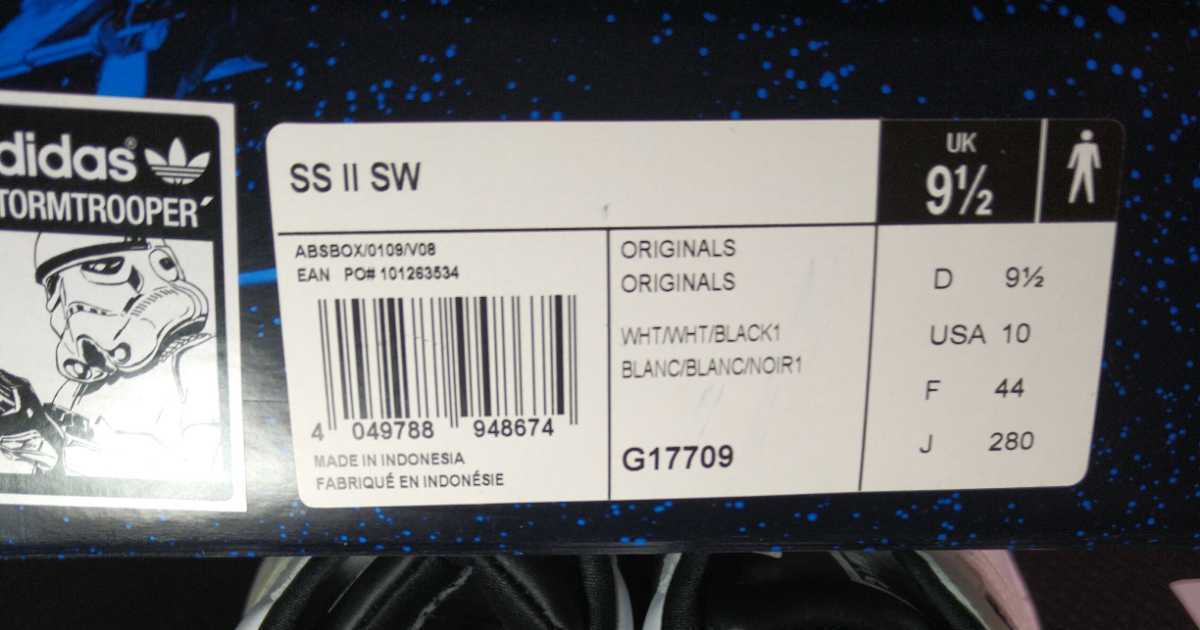 didas®
TORMTROOPER´
SS II SW
UK
9½
ABSBOX/0109/V08
EAN PO# 101263534
4 049788 948674
MADE IN INDONESIA
FABRIQUÉ EN INDONÉSIE
ORIGINALS
ORIGINALS
WHT/WHT/BLACK1
BLANC/BLANC/NOIR1
G17709
D 9½
USA 10
F 44
J 280